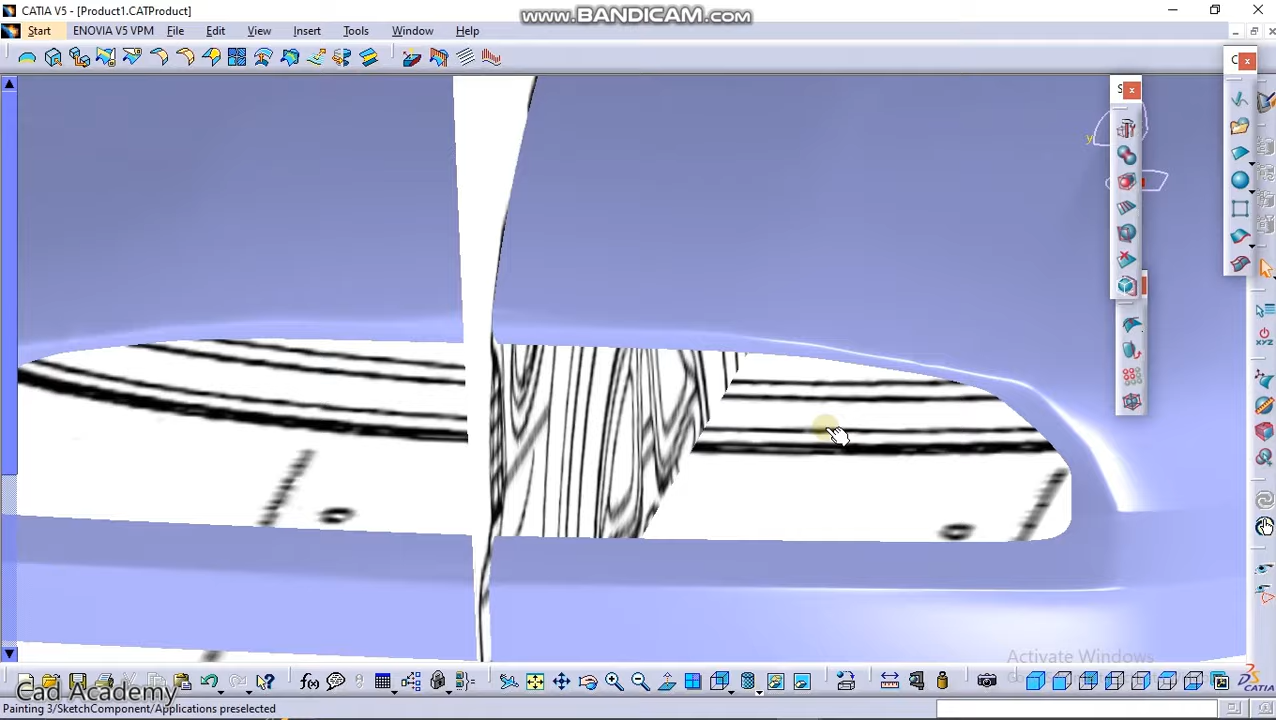 CATIA V5 - [Product1.CATProduct]
www.BANDICAM.com
Start ENOVIA V5 VPM File Edit View Insert Tools Window Help
S
C
y
Activate Windows
f(x)
Cad Academy
CATIA
Painting 3/SketchComponent/Applications preselected